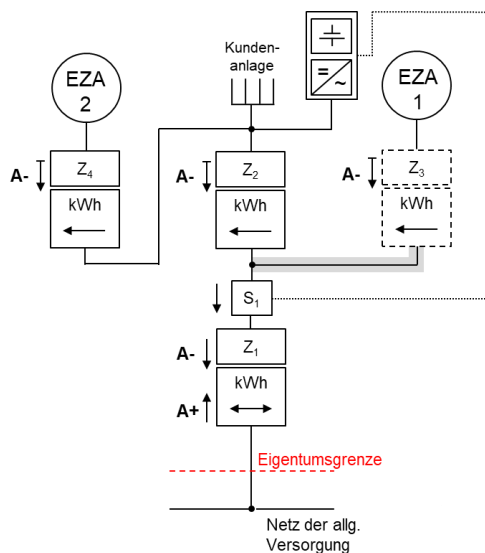 Kunden-
anlage
=
~
EZA
2
EZA
1
A-
Z4
kWh
A-
Z2
kWh
A-
Z3
kWh
S1
A-
Z1
A+
kWh
Eigentumsgrenze
Netz der allg.
Versorgung